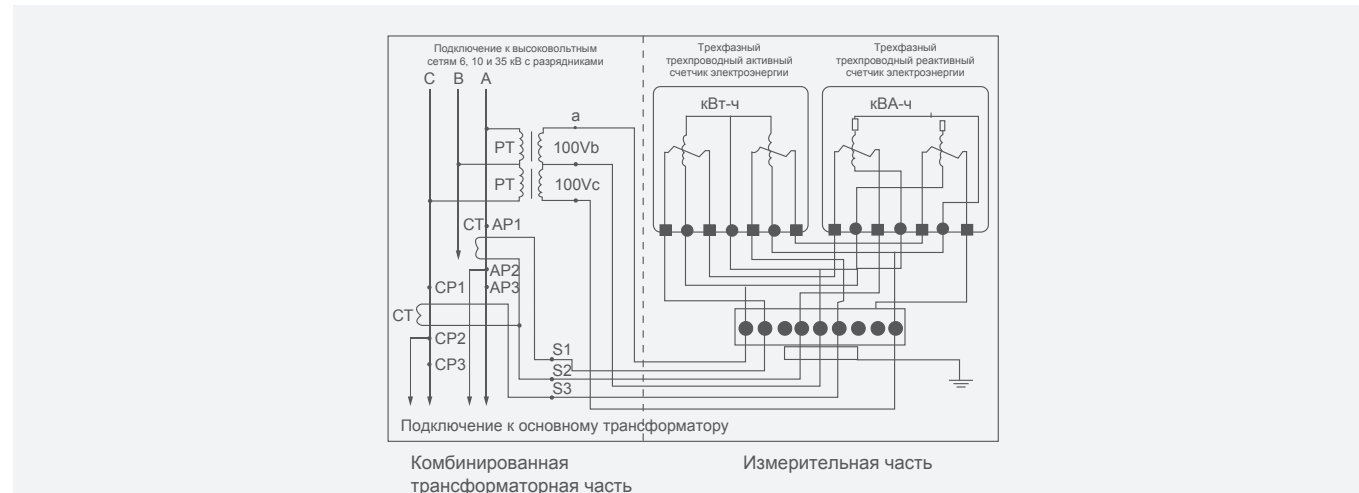 Подключение к высоковольтным
сетям 6, 10 и 35 кВ с разрядниками
Трехфазный
трехпроводный активный
счетчик электроэнергии
Трехфазный
трехпроводный реактивный
счетчик электроэнергии
C B A
кВт-ч
кВА-ч
a
PT 100Vb
PT 100Vc
CT AP1
AP2
CP1 AP3
CT
CP2
CP3
S1
S2
S3
Подключение к основному трансформатору
Комбинированная
трансформаторная часть
Измерительная часть